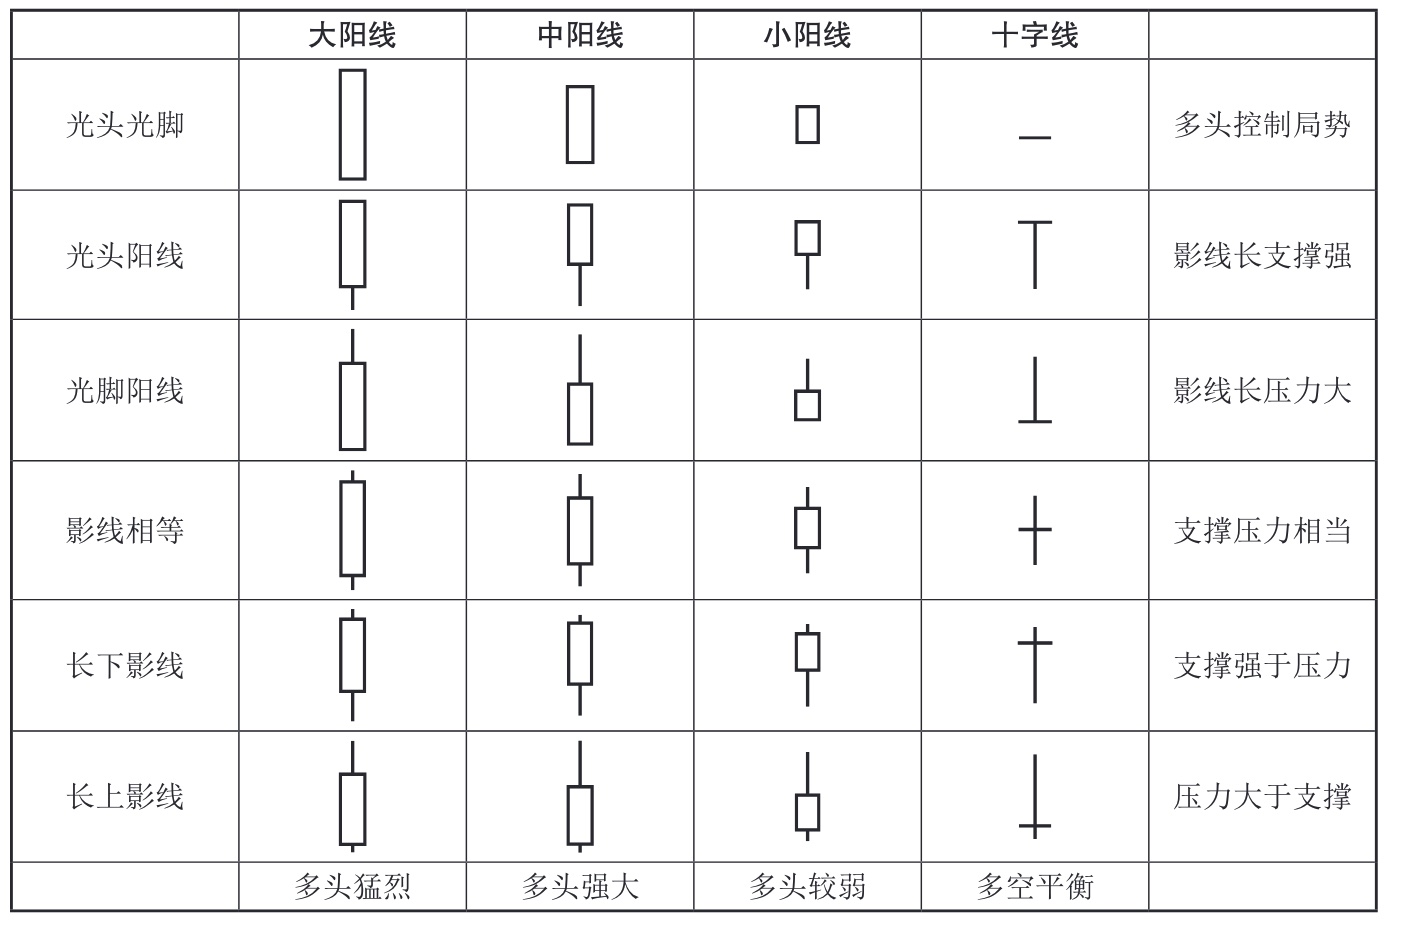 大阳线 中阳线 小阳线 十字线
光头光脚 多头控制局势
光头阳线 影线长支撑强
光脚阳线 影线长压力大
影线相等 支撑压力相当
长下影线 支撑强于压力
长上影线 压力大于支撑
多头猛烈 多头强大 多头较弱 多空平衡